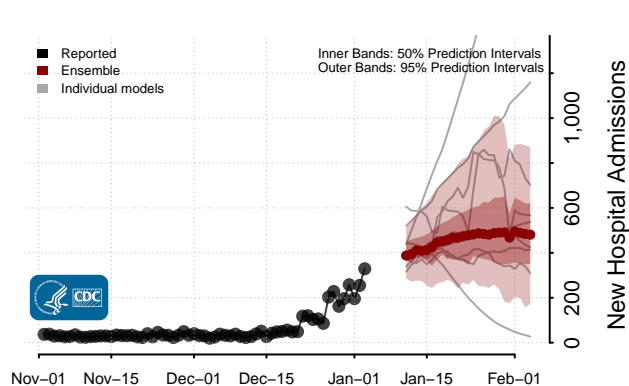 Reported
Ensemble
Individual models
Inner Bands: 50% Prediction Intervals
Outer Bands: 95% Prediction Intervals
New Hospital Admissions
1,000
600
200
0
CDC
Nov–01
Nov–15
Dec–01
Dec–15
Jan–01
Jan–15
Feb–01